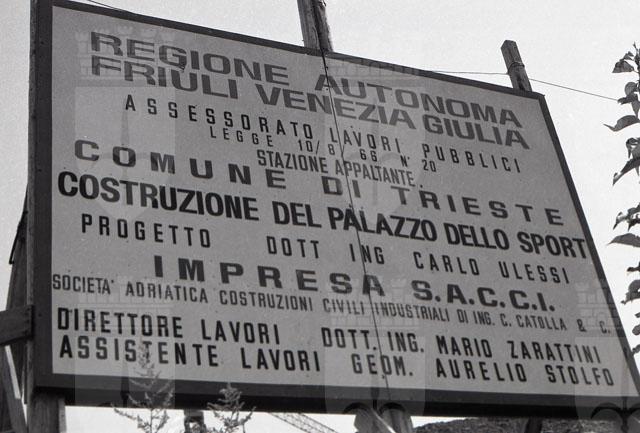 REGIONE AUTONOMA
FRIULI VENEZIA GIULIA
ASSESSORATO LAVORI PUBBLICI
LEGGE 10/8/66 N° 20
STAZIONE APPALTANTE
COMUNE DI TRIESTE
COSTRUZIONE DEL PALAZZO DELLO SPORT
PROGETTO DOTT ING CARLO ULESSI
IMPRESA S.A.C.C.I.
SOCIETA' ADRIATICA COSTRUZIONI CIVILI INDUSTRIALI DI ING. C. CATOLLA & C.
DIRETTORE LAVORI DOTT. ING. MARIO ZARATTINI
ASSISTENTE LAVORI GEOM. AURELIO STOLFO